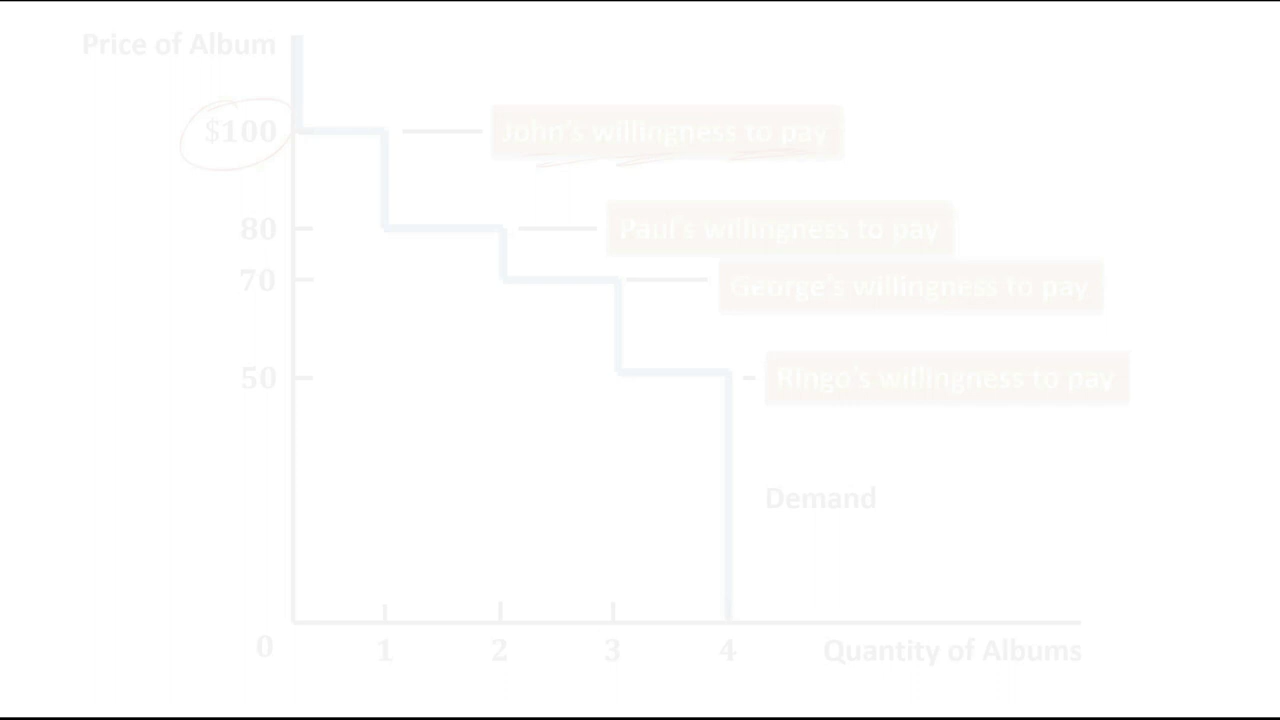 Price of Album
$100
John's willingness to pay
80
Paul's willingness to pay
70
George's willingness to pay
50
Ringo's willingness to pay
Demand
0
1
2
3
4
Quantity of Albums